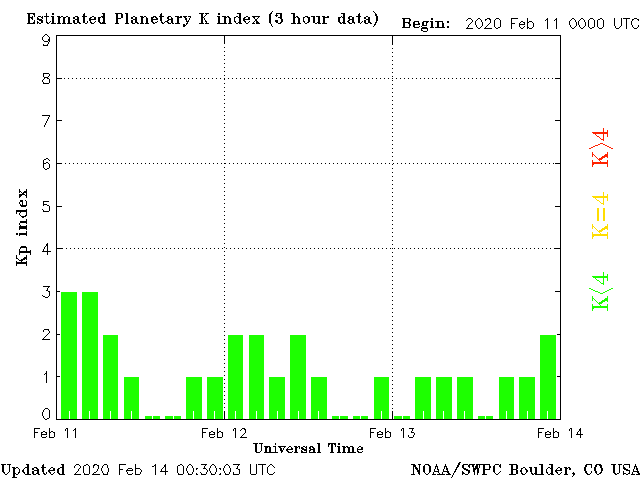 Estimated Planetary K index (3 hour data)
Begin: 2020 Feb 11 0000 UTC
9
8
7
6
5
4
3
2
1
0
Kp index
K>4
K=4
K<4
Feb 11
Feb 12
Feb 13
Feb 14
Universal Time
Updated 2020 Feb 14 00:30:03 UTC
NOAA/SWPC Boulder, CO USA